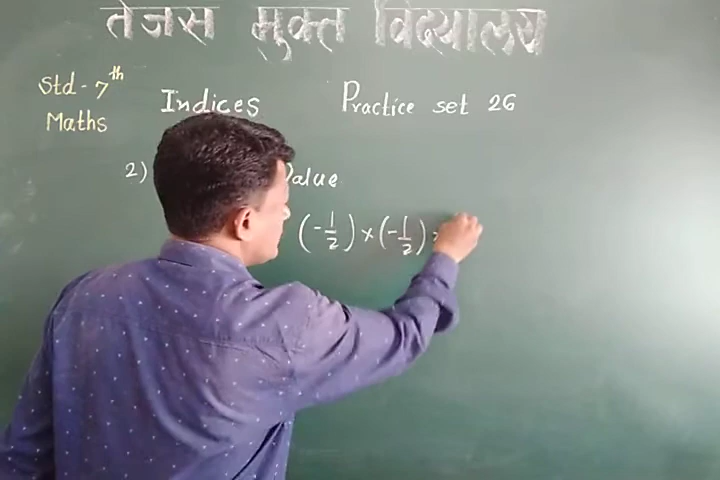 तेजस मुक्त विद्यालय
Std - 7th
Maths
Indices
Practice set 26
2) Value
(-1/2) × (-1/2) ×